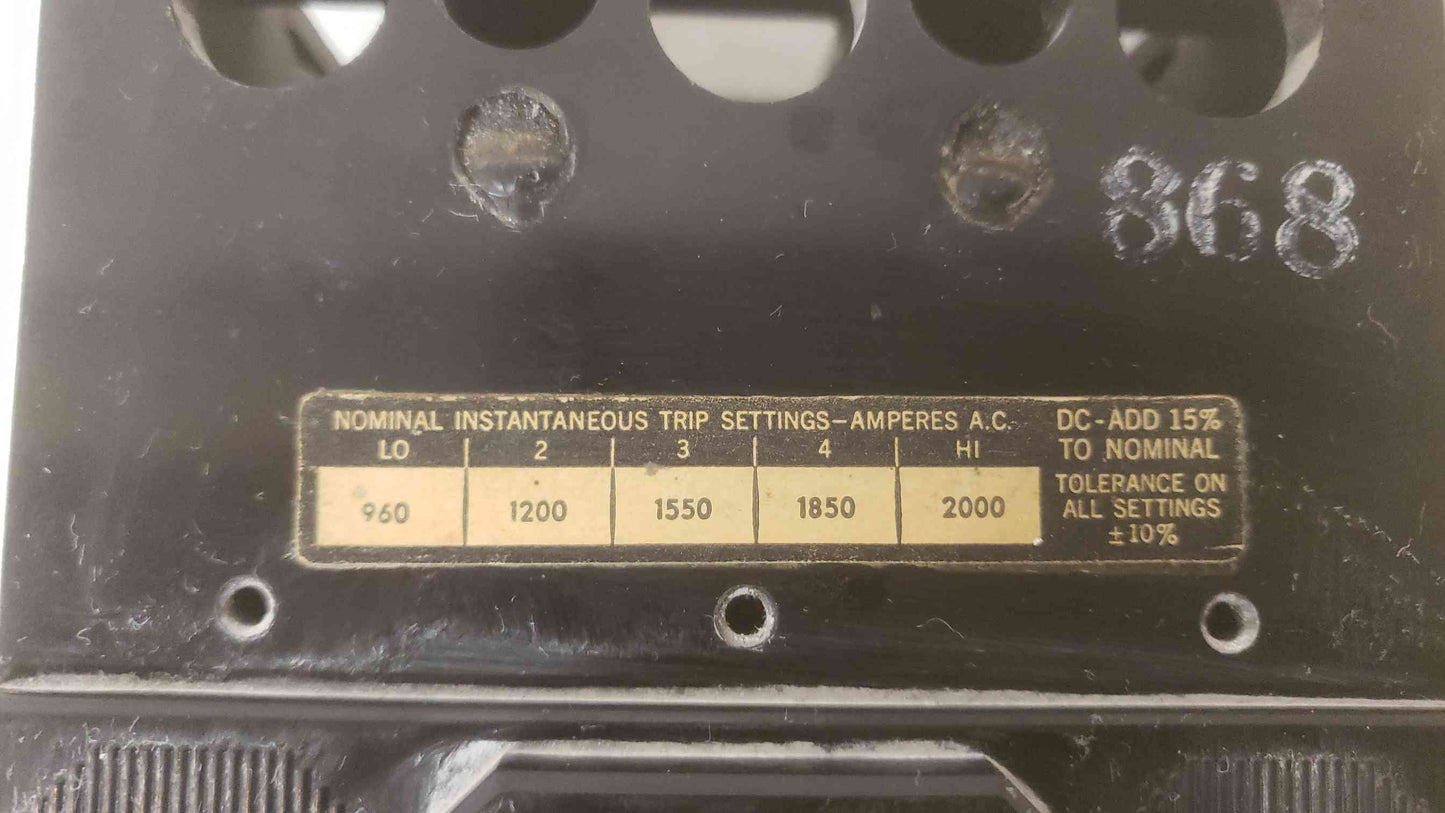 868
NOMINAL INSTANTANEOUS TRIP SETTINGS-AMPERES A.C.
LO 2 3 4 HI
960 1200 1550 1850 2000
DC-ADD 15%
TO NOMINAL
TOLERANCE ON
ALL SETTINGS
±10%